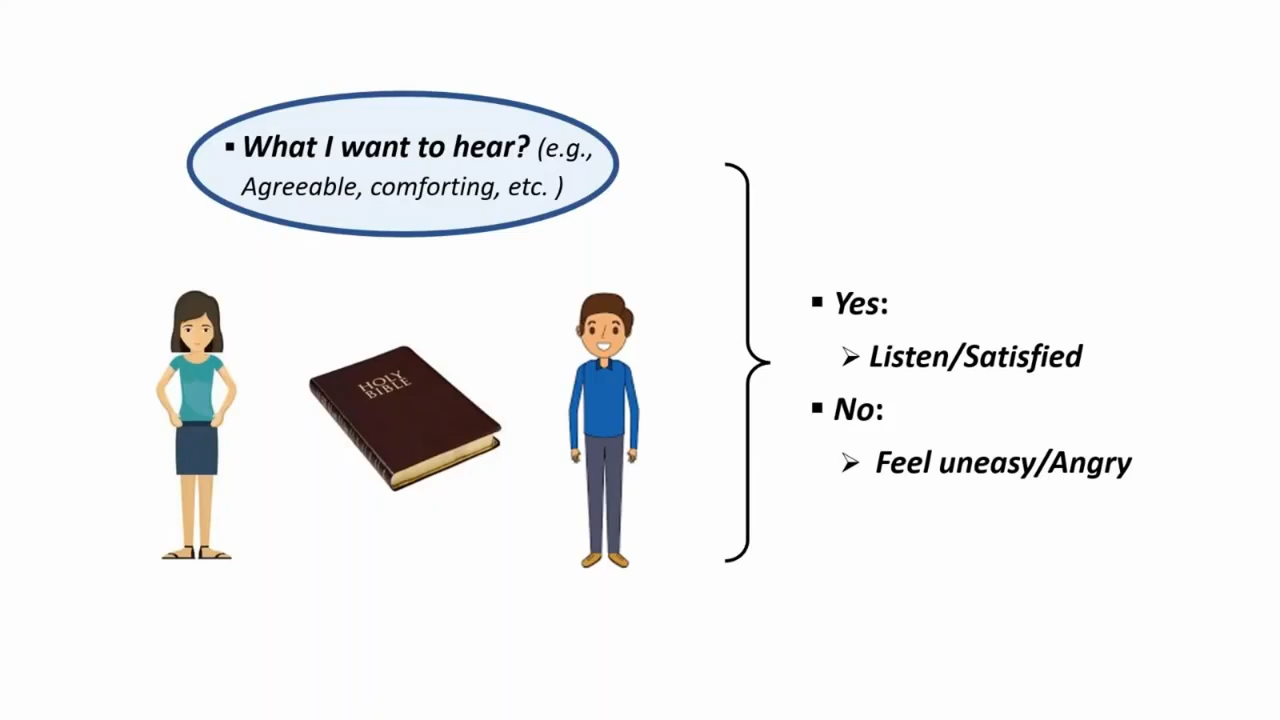 ▪ What I want to hear? (e.g.,
Agreeable, comforting, etc. )
HOLY
BIBLE
▪ Yes:
➢ Listen/Satisfied
▪ No:
➢ Feel uneasy/Angry